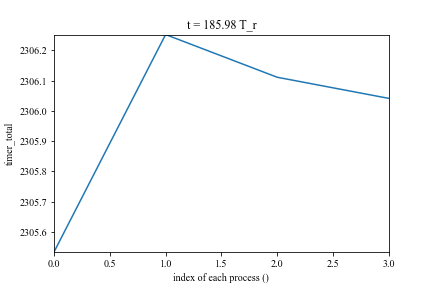 t = 185.98 T_r
2306.2
2306.1
2306.0
2305.9
2305.8
2305.7
2305.6
timer_total
0.0 0.5 1.0 1.5 2.0 2.5 3.0
index of each process ()